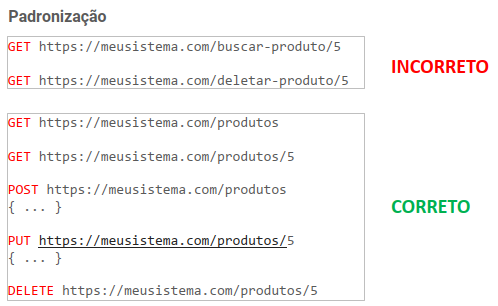 Padronização
GET https://meusistema.com/buscar-produto/5
GET https://meusistema.com/deletar-produto/5
INCORRETO
GET https://meusistema.com/produtos
GET https://meusistema.com/produtos/5
POST https://meusistema.com/produtos
{ ... }
PUT https://meusistema.com/produtos/5
{ ... }
DELETE https://meusistema.com/produtos/5
CORRETO